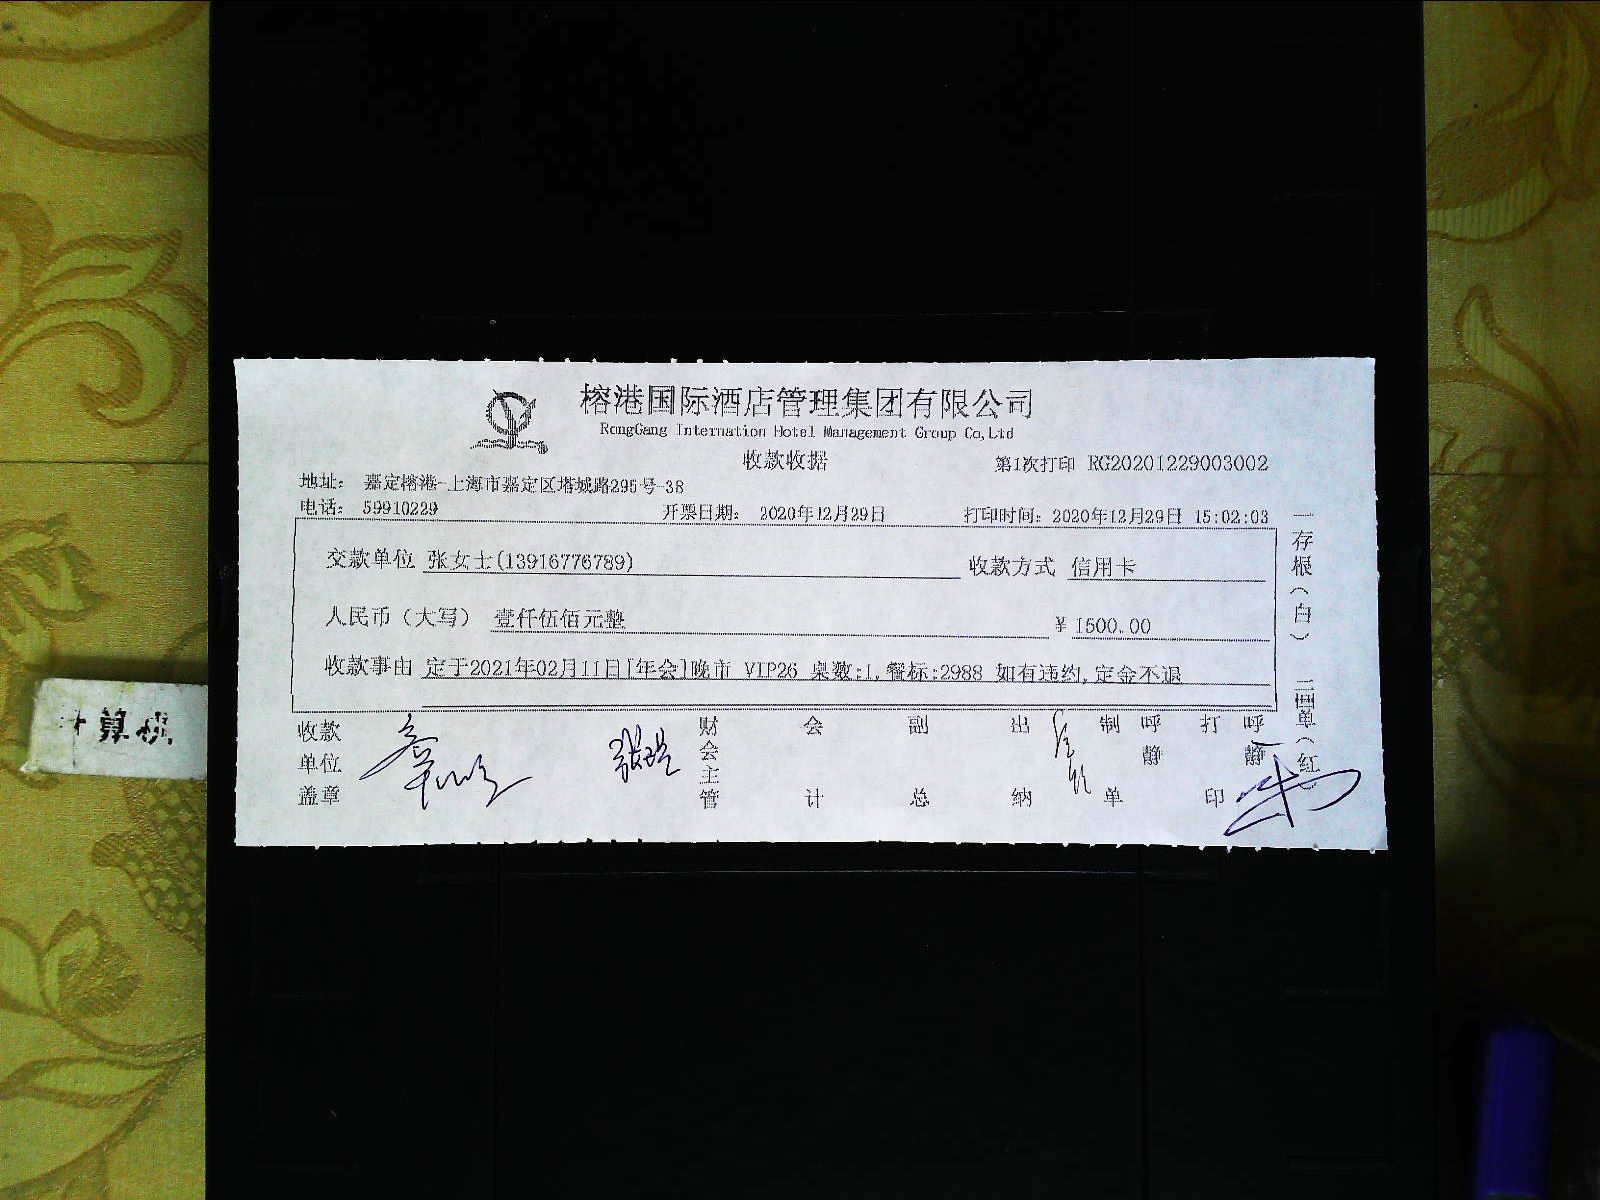 榕港国际酒店管理集团有限公司
RongGang Internation Hotel Management Group Co,Ltd
收款收据
第1次打印 RG20201229003002
地址： 嘉定榕港-上海市嘉定区塔城路295号-38
电话： 59910229
开票日期： 2020年12月29日
打印时间：2020年12月29日 15:02:03
交款单位 张女士(13916776789)
收款方式 信用卡
人民币（大写） 壹仟伍佰元整
¥ 1500.00
收款事由 定于2021年02月11日[年会]晚市 VIP26 桌数:1,餐标:2988 如有违约,定金不退
收款单位盖章
财会主管
会计
副总
出纳
制单 呼静
打印 呼静
一存根（白） 二回单（红）
计算机